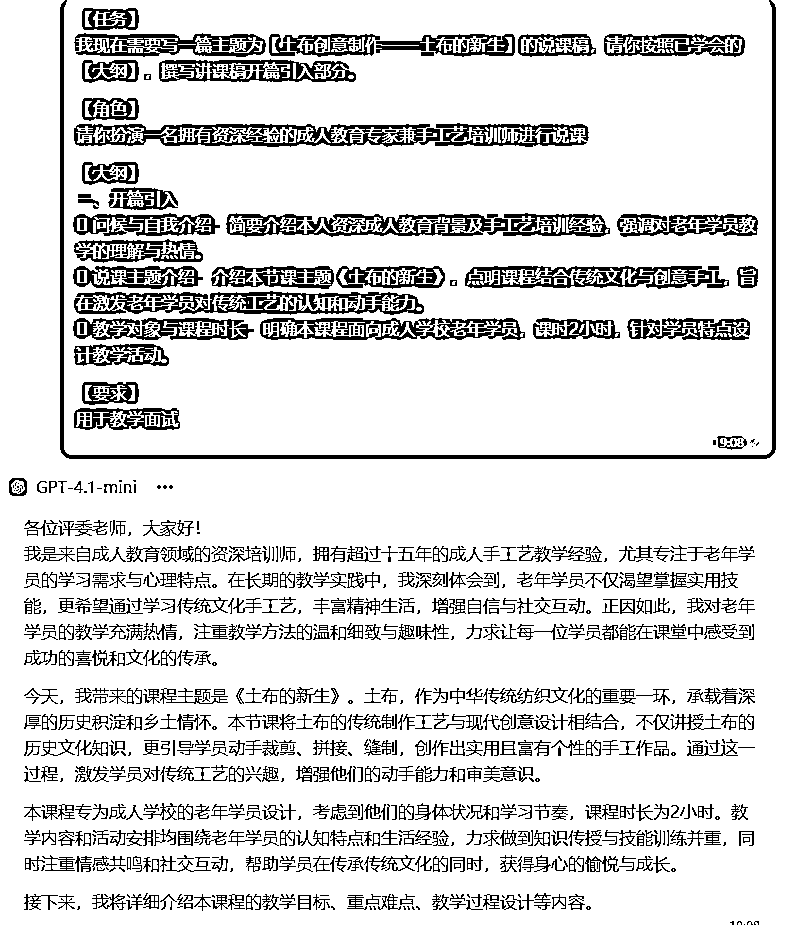 【任务】
我现在需要写一篇主题为【土布创意制作——土布的新生】的说课稿，请你按照已学会的
【大纲】，撰写讲课稿开篇引入部分。
【角色】
请你扮演一名拥有资深经验的成人教育专家兼手工艺培训师进行说课
【大纲】
一、开篇引入
① 问候与自我介绍- 简要介绍本人资深成人教育背景及手工艺培训经验，强调对老年学员教
学的理解与热情。
① 说课主题介绍- 介绍本节课主题《土布的新生》，点明课程结合传统文化与创意手工，旨
在激发老年学员对传统工艺的认知和动手能力。
① 教学对象与课程时长- 明确本课程面向成人学校老年学员，课时2小时，针对学员特点设
计教学活动。
【要求】
用于教学面试
9:08
GPT-4.1-mini •••
各位评委老师，大家好！
我是来自成人教育领域的资深培训师，拥有超过十五年的成人手工艺教学经验，尤其专注于老年学
员的学习需求与心理特点。在长期的教学实践中，我深刻体会到，老年学员不仅渴望掌握实用技
能，更希望通过学习传统文化手工艺，丰富精神生活，增强自信与社交互动。正因如此，我对老年
学员的教学充满热情，注重教学方法的温和细致与趣味性，力求让每一位学员都能在课堂中感受到
成功的喜悦和文化的传承。
今天，我带来的课程主题是《土布的新生》。土布，作为中华传统纺织文化的重要一环，承载着深
厚的历史积淀和乡土情怀。本节课将土布的传统制作工艺与现代创意设计相结合，不仅讲授土布的
历史文化知识，更引导学员动手裁剪、拼接、缝制，创作出实用且富有个性的手工作品。通过这一
过程，激发学员对传统工艺的兴趣，增强他们的动手能力和审美意识。
本课程专为成人学校的老年学员设计，考虑到他们的身体状况和学习节奏，课程时长为2小时。教
学内容和活动安排均围绕老年学员的认知特点和生活经验，力求做到知识传授与技能训练并重，同
时注重情感共鸣和社交互动，帮助学员在传承传统文化的同时，获得身心的愉悦与成长。
接下来，我将详细介绍本课程的教学目标、重点难点、教学过程设计等内容。